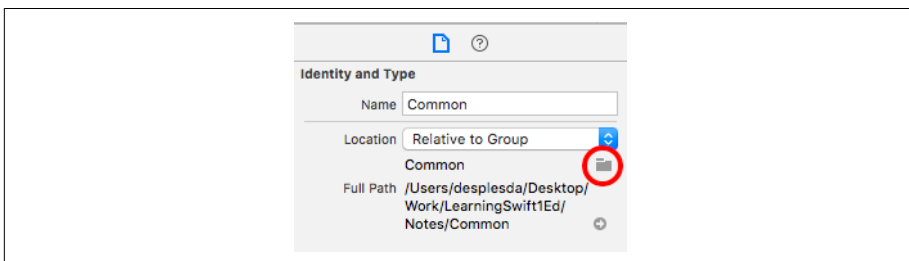 Identity and Type
Name Common
Location Relative to Group
Common
Full Path /Users/desplesda/Desktop/
Work/LearningSwift1Ed/
Notes/Common